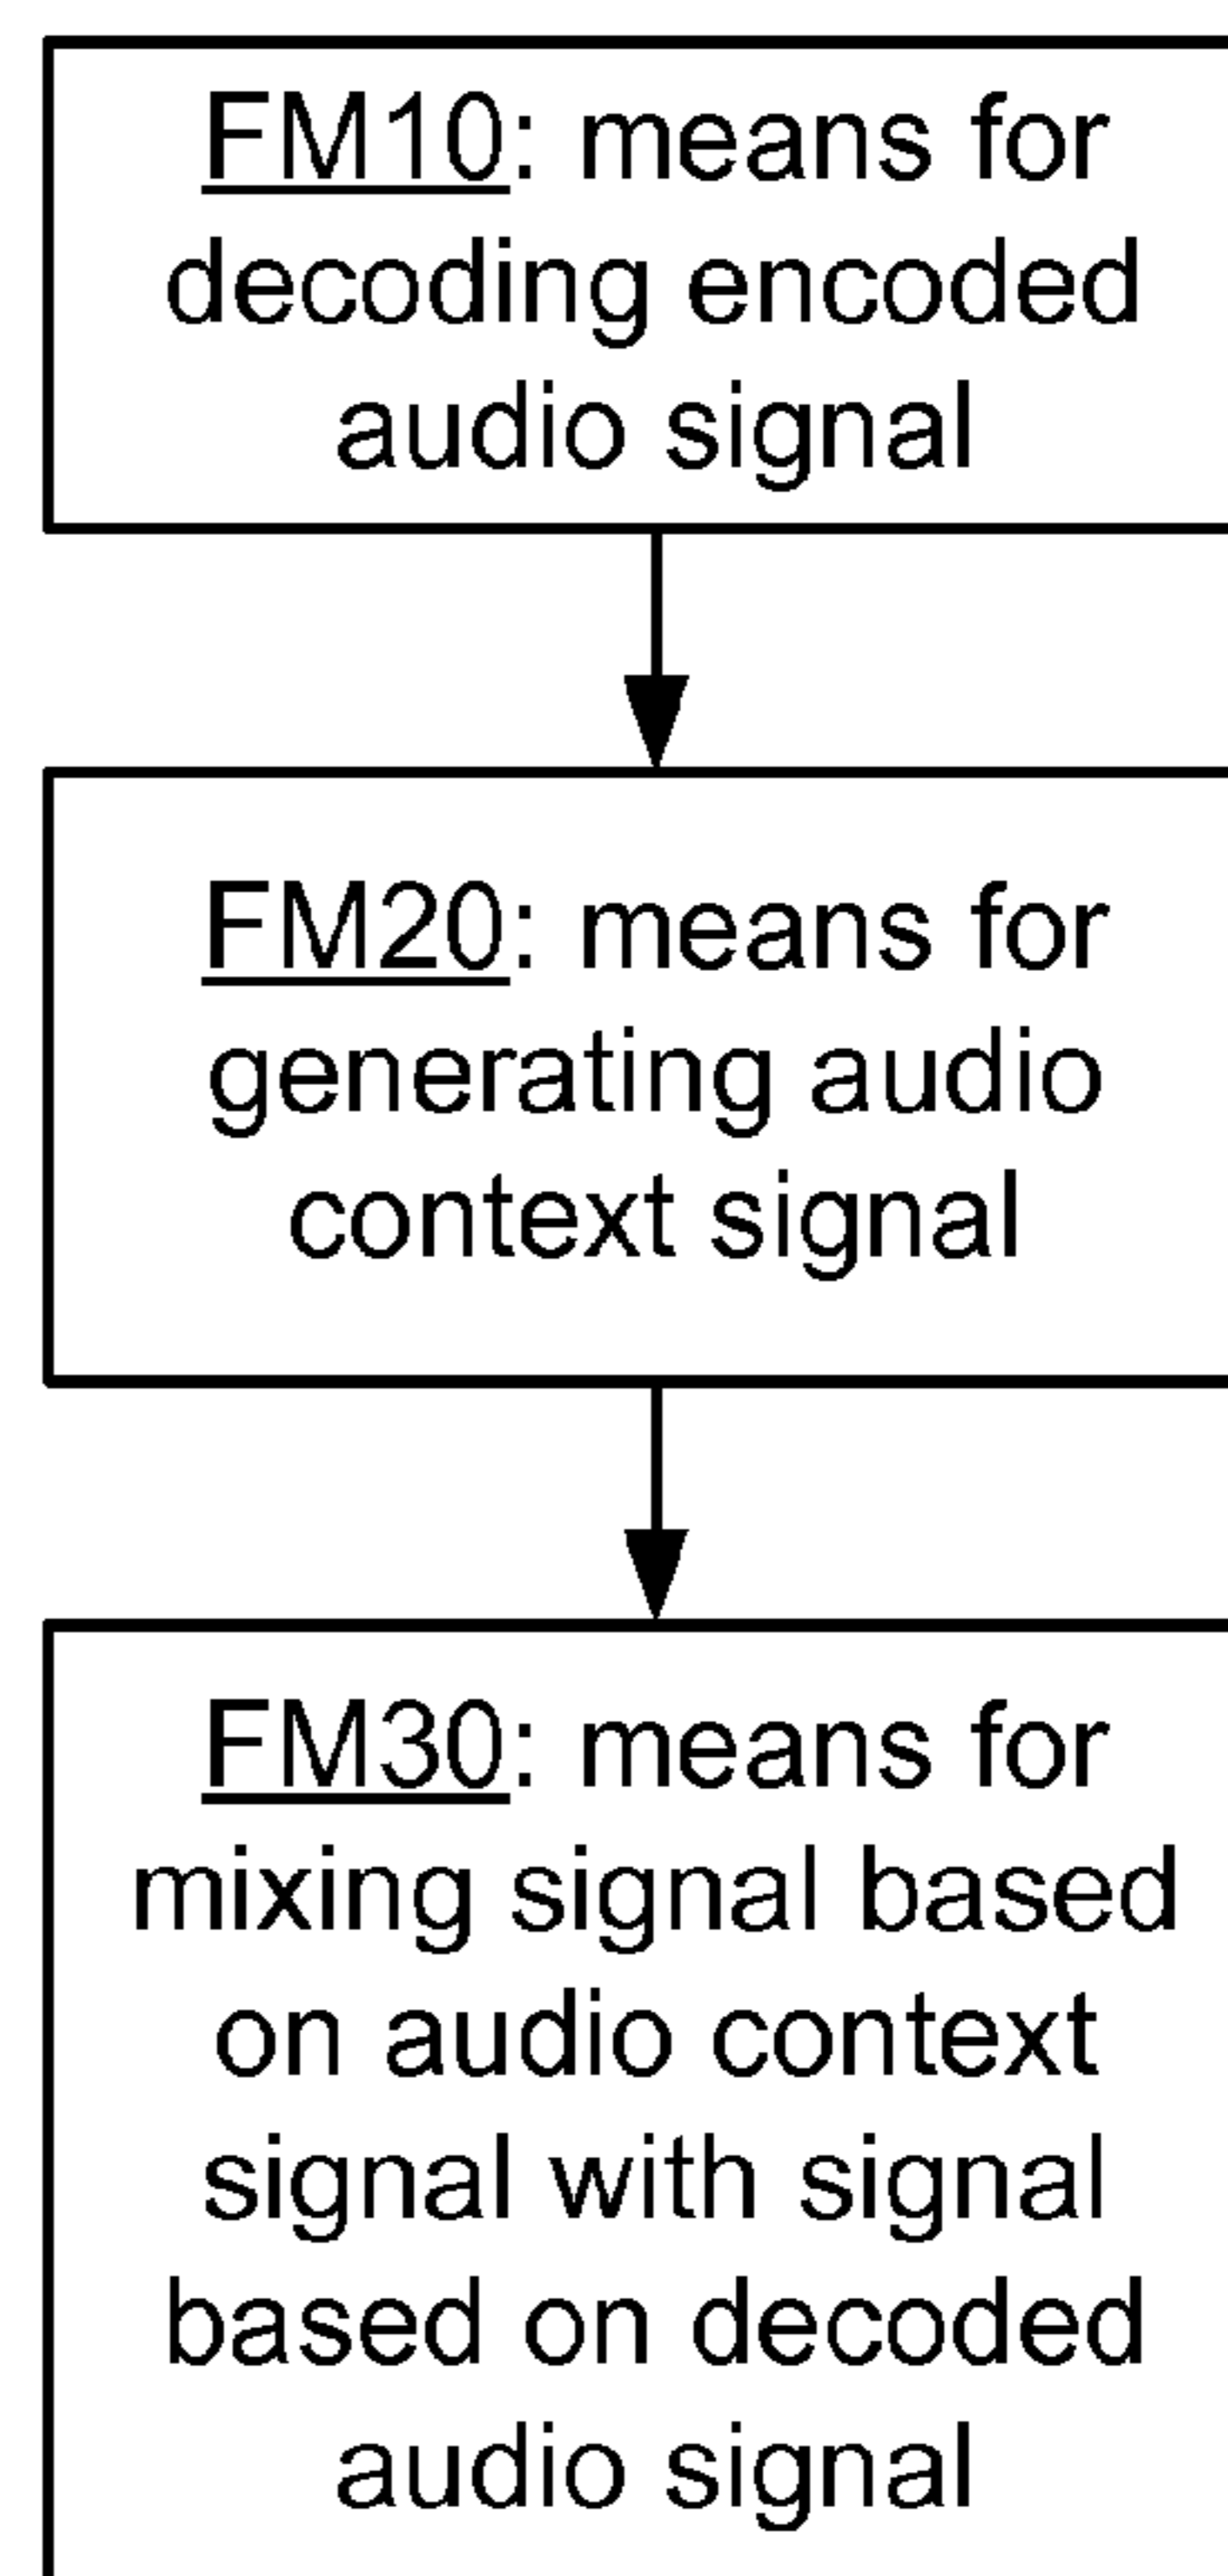 FM10: means for
decoding encoded
audio signal
FM20: means for
generating audio
context signal
FM30: means for
mixing signal based
on audio context
signal with signal
based on decoded
audio signal